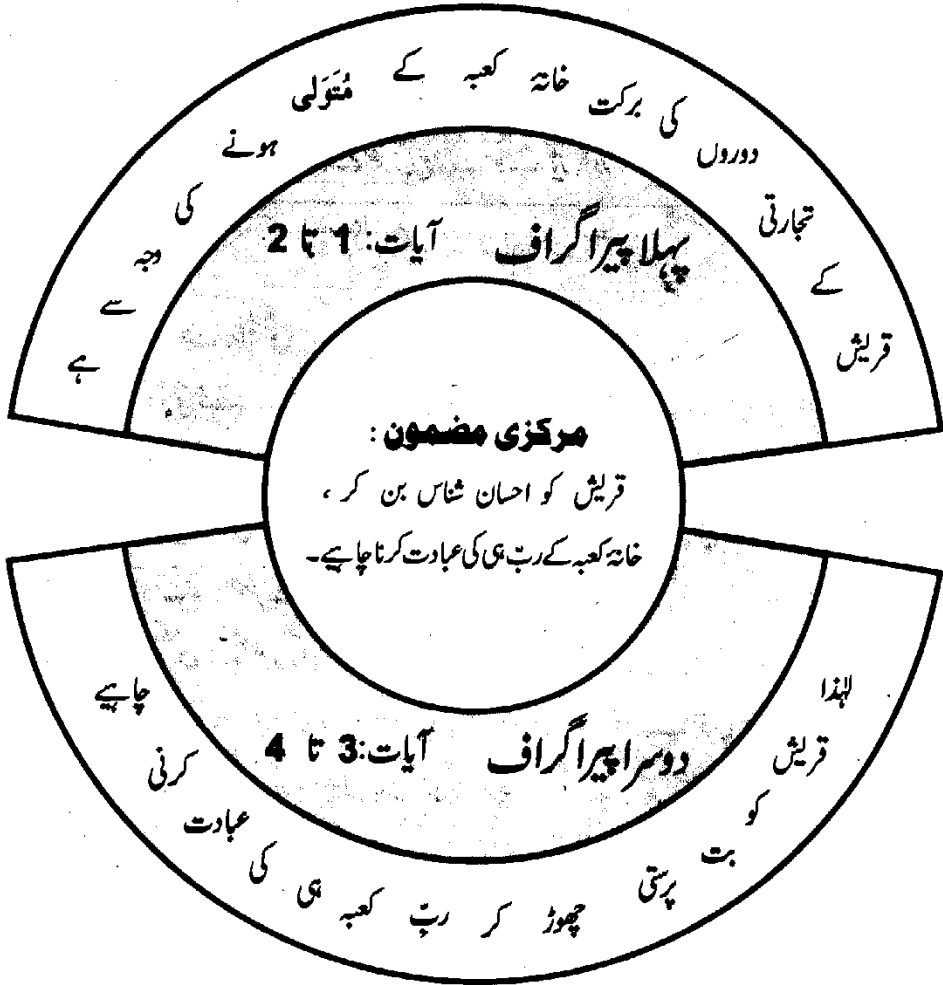 قریش کے تجارتی دوروں کی برکت خانۂ کعبہ کے مُتَوَلی ہونے کی وجہ سے ہے
پہلا پیراگراف آیات: 1 تا 2
مرکزی مضمون :
قریش کو احسان شناس بن کر ،
خانۂ کعبہ کے ربّ ہی کی عبادت کرنا چاہیے۔
دوسرا پیراگراف آیات:3 تا 4
لہٰذا قریش کو بت پرستی چھوڑ کر ربِّ کعبہ ہی کی عبادت کرنی چاہیے